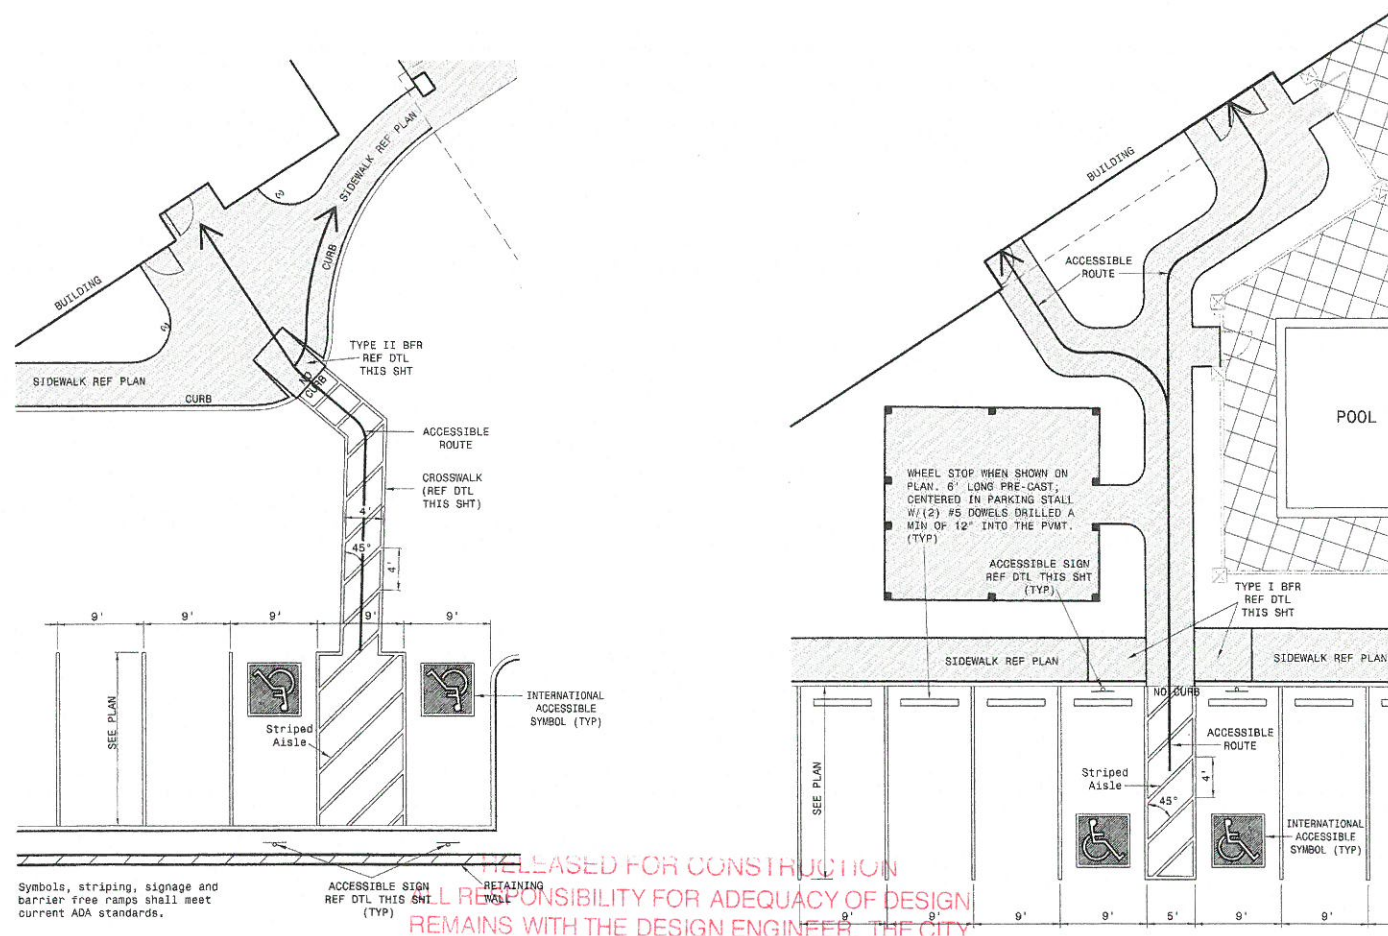 SIDEWALK REF PLAN
CURB
BUILDING
TYPE II BFR
REF DTL
THIS SHT
NO
CURB
SIDEWALK REF PLAN
CURB
ACCESSIBLE
ROUTE
CROSSWALK
(REF DTL
THIS SHT)
4'
45°
4'
9'
9'
9'
9'
9'
SEE PLAN
Striped
Aisle
INTERNATIONAL
ACCESSIBLE
SYMBOL (TYP)
Symbols, striping, signage and
barrier free ramps shall meet
current ADA standards.
ACCESSIBLE SIGN
REF DTL THIS SHT
(TYP)
RETAINING
WALL
BUILDING
ACCESSIBLE
ROUTE
POOL
WHEEL STOP WHEN SHOWN ON
PLAN. 6' LONG PRE-CAST;
CENTERED IN PARKING STALL
W/(2) #5 DOWELS DRILLED A
MIN OF 12" INTO THE PVMT.
(TYP)
ACCESSIBLE SIGN
REF DTL THIS SHT
(TYP)
TYPE I BFR
REF DTL
THIS SHT
SIDEWALK REF PLAN
SIDEWALK REF PLAN
NO CURB
ACCESSIBLE
ROUTE
SEE PLAN
Striped
Aisle
4'
45°
INTERNATIONAL
ACCESSIBLE
SYMBOL (TYP)
9'
9'
9'
9'
5'
9'
9'
RELEASED FOR CONSTRUCTION
ALL RESPONSIBILITY FOR ADEQUACY OF DESIGN
REMAINS WITH THE DESIGN ENGINEER. THE CITY